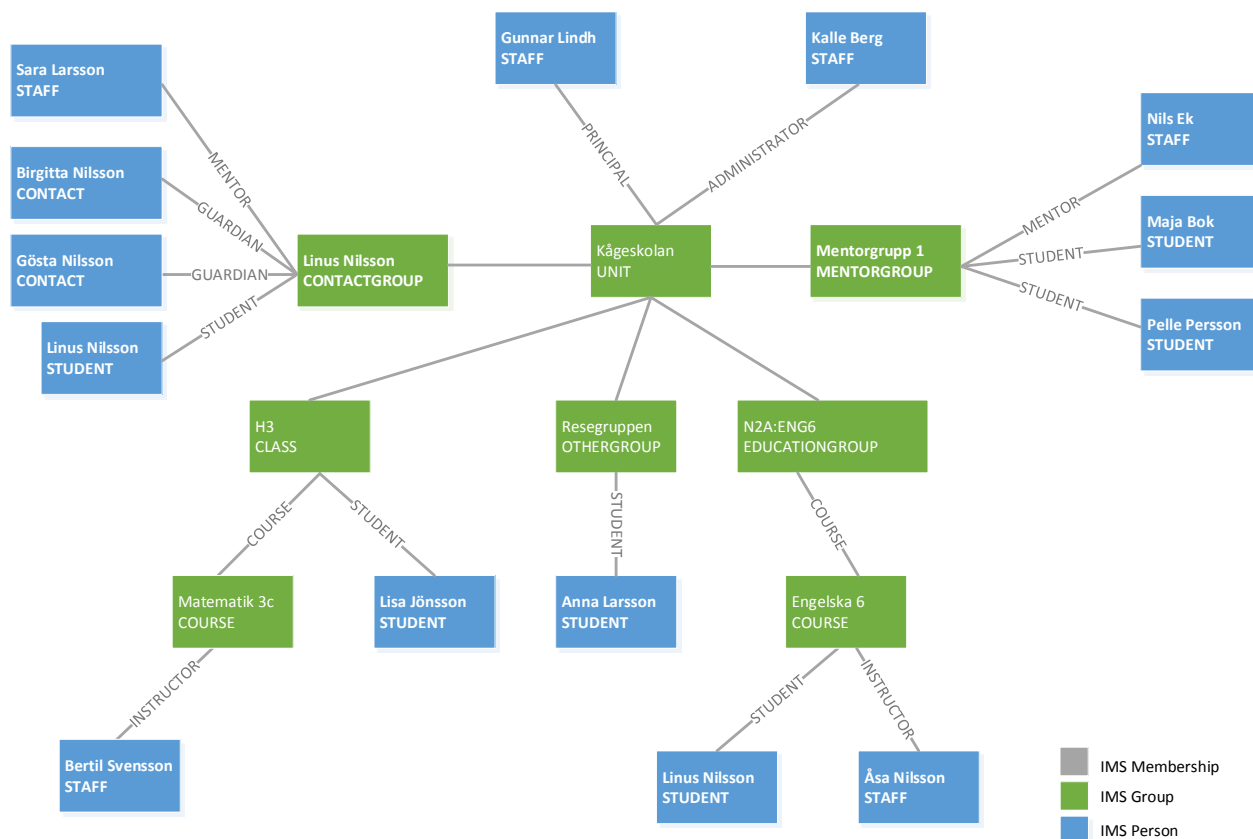 Gunnar Lindh
STAFF
Kalle Berg
STAFF
Sara Larsson
STAFF
Nils Ek
STAFF
PRINCIPAL
ADMINISTRATOR
MENTOR
Birgitta Nilsson
CONTACT
GUARDIAN
MENTOR
Maja Bok
STUDENT
STUDENT
Gösta Nilsson
CONTACT
GUARDIAN
Linus Nilsson
CONTACTGROUP
Kågeskolan
UNIT
Mentorgrupp 1
MENTORGROUP
STUDENT
STUDENT
Linus Nilsson
STUDENT
Pelle Persson
STUDENT
H3
CLASS
Resegruppen
OTHERGROUP
N2A:ENG6
EDUCATIONGROUP
COURSE
STUDENT
STUDENT
COURSE
Matematik 3c
COURSE
Lisa Jönsson
STUDENT
Anna Larsson
STUDENT
Engelska 6
COURSE
INSTRUCTOR
STUDENT
INSTRUCTOR
Bertil Svensson
STAFF
Linus Nilsson
STUDENT
Åsa Nilsson
STAFF
IMS Membership
IMS Group
IMS Person